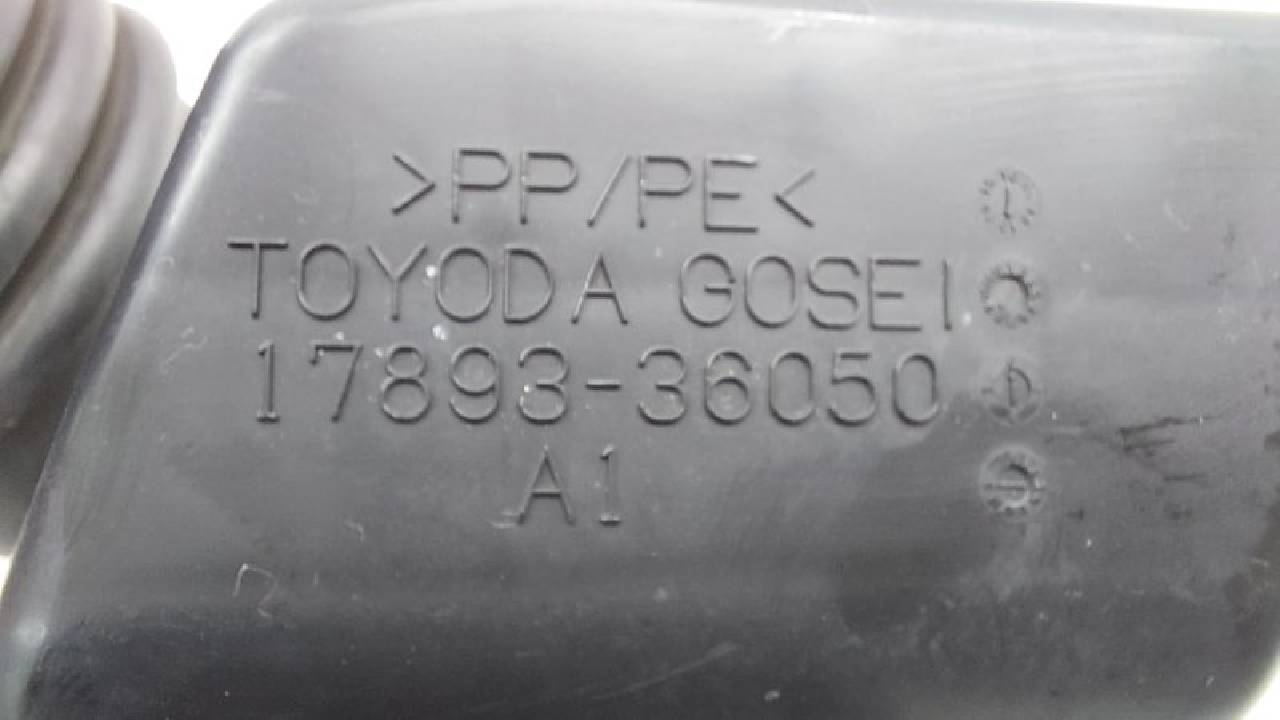 >PP/PE<
TOYODA GOSEI
17893-36050
A1